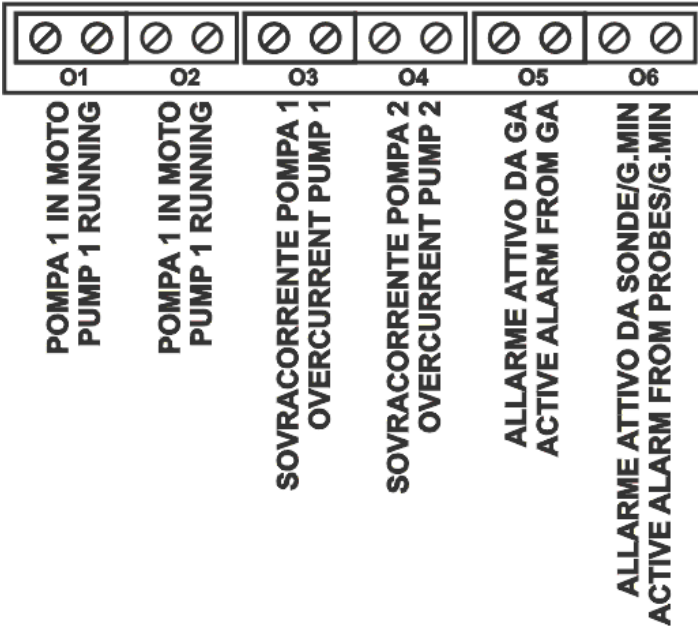 O1 O2 O3 O4 O5 O6
POMPA 1 IN MOTO
PUMP 1 RUNNING
POMPA 1 IN MOTO
PUMP 1 RUNNING
SOVRACORRENTE POMPA 1
OVERCURRENT PUMP 1
SOVRACORRENTE POMPA 2
OVERCURRENT PUMP 2
ALLARME ATTIVO DA GA
ACTIVE ALARM FROM GA
ALLARME ATTIVO DA SONDE/G.MIN
ACTIVE ALARM FROM PROBES/G.MIN